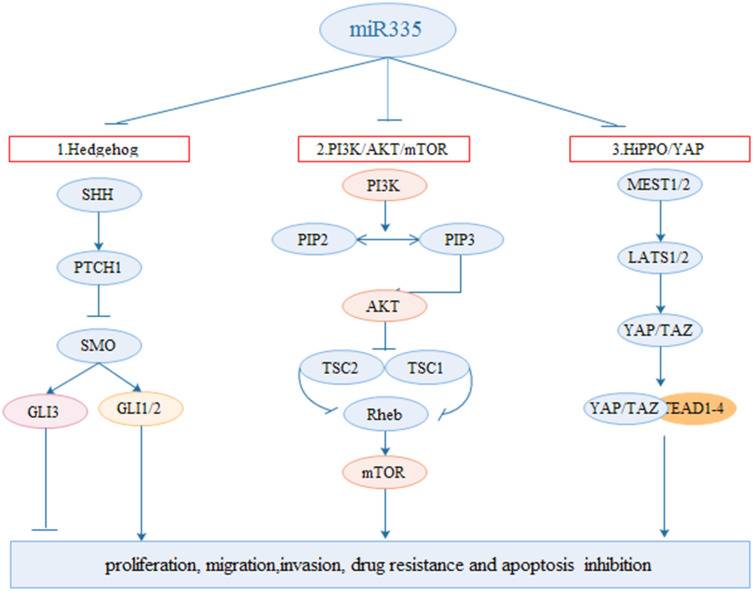 miR335
1.Hedgehog
2.PI3K/AKT/mTOR
3.HiPPO/YAP
SHH
PTCH1
SMO
GLI3
GLI1/2
PI3K
PIP2
PIP3
AKT
TSC2
TSC1
Rheb
mTOR
MEST1/2
LATS1/2
YAP/TAZ
YAP/TAZ
TEAD1-4
proliferation, migration,invasion, drug resistance and apoptosis inhibition